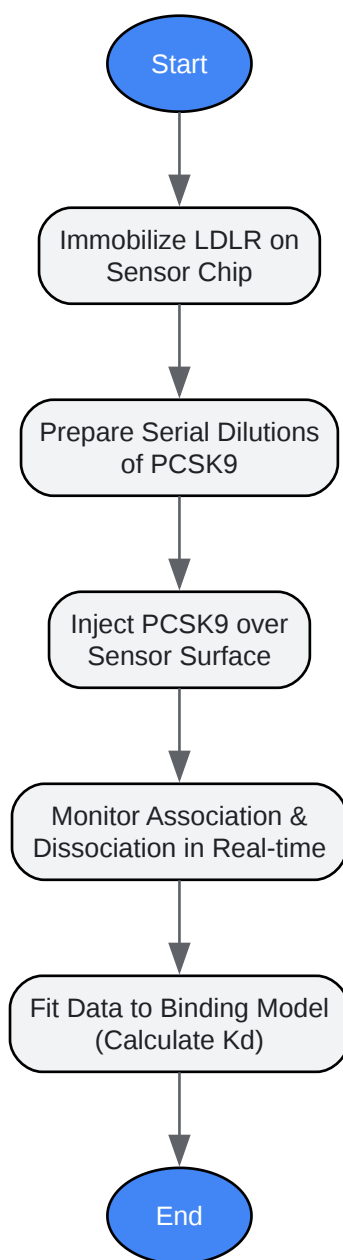 Start
Immobilize LDLR on
Sensor Chip
Prepare Serial Dilutions
of PCSK9
Inject PCSK9 over
Sensor Surface
Monitor Association &
Dissociation in Real-time
Fit Data to Binding Model
(Calculate Kd)
End